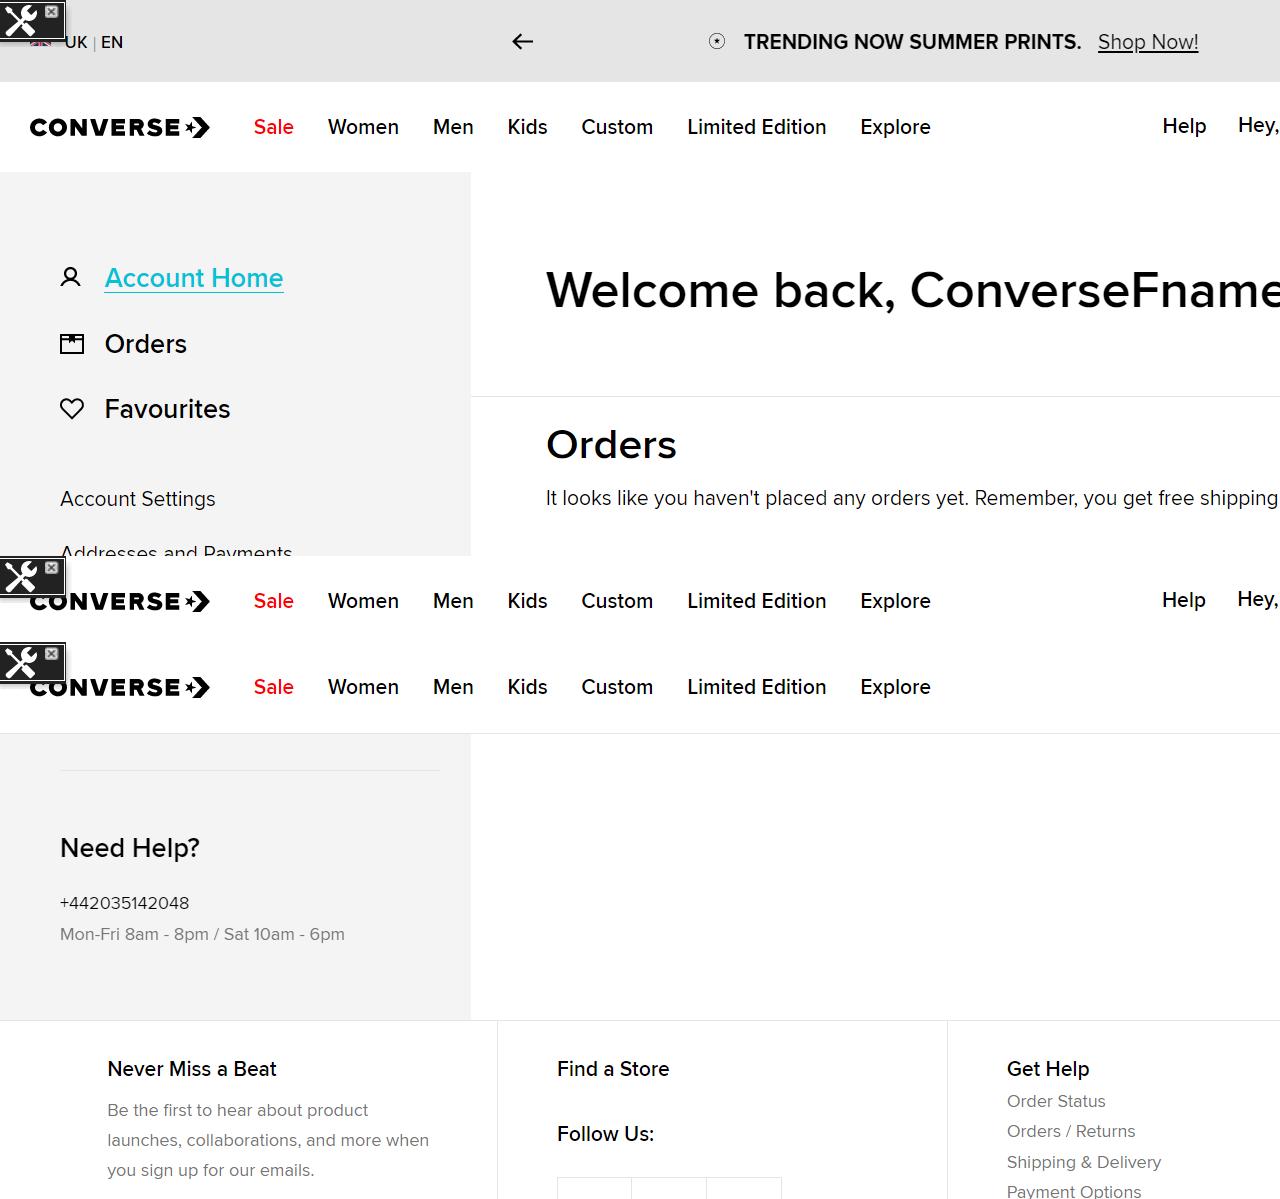 UK | EN
TRENDING NOW SUMMER PRINTS. Shop Now!
CONVERSE Sale Women Men Kids Custom Limited Edition Explore Help Hey,
Account Home
Orders
Favourites
Account Settings
Addresses and Payments
Welcome back, ConverseFname
Orders
It looks like you haven't placed any orders yet. Remember, you get free shipping
CONVERSE Sale Women Men Kids Custom Limited Edition Explore Help Hey,
CONVERSE Sale Women Men Kids Custom Limited Edition Explore
Need Help?
+442035142048
Mon-Fri 8am - 8pm / Sat 10am - 6pm
Never Miss a Beat
Be the first to hear about product
launches, collaborations, and more when
you sign up for our emails.
Find a Store
Follow Us:
Get Help
Order Status
Orders / Returns
Shipping & Delivery
Payment Options